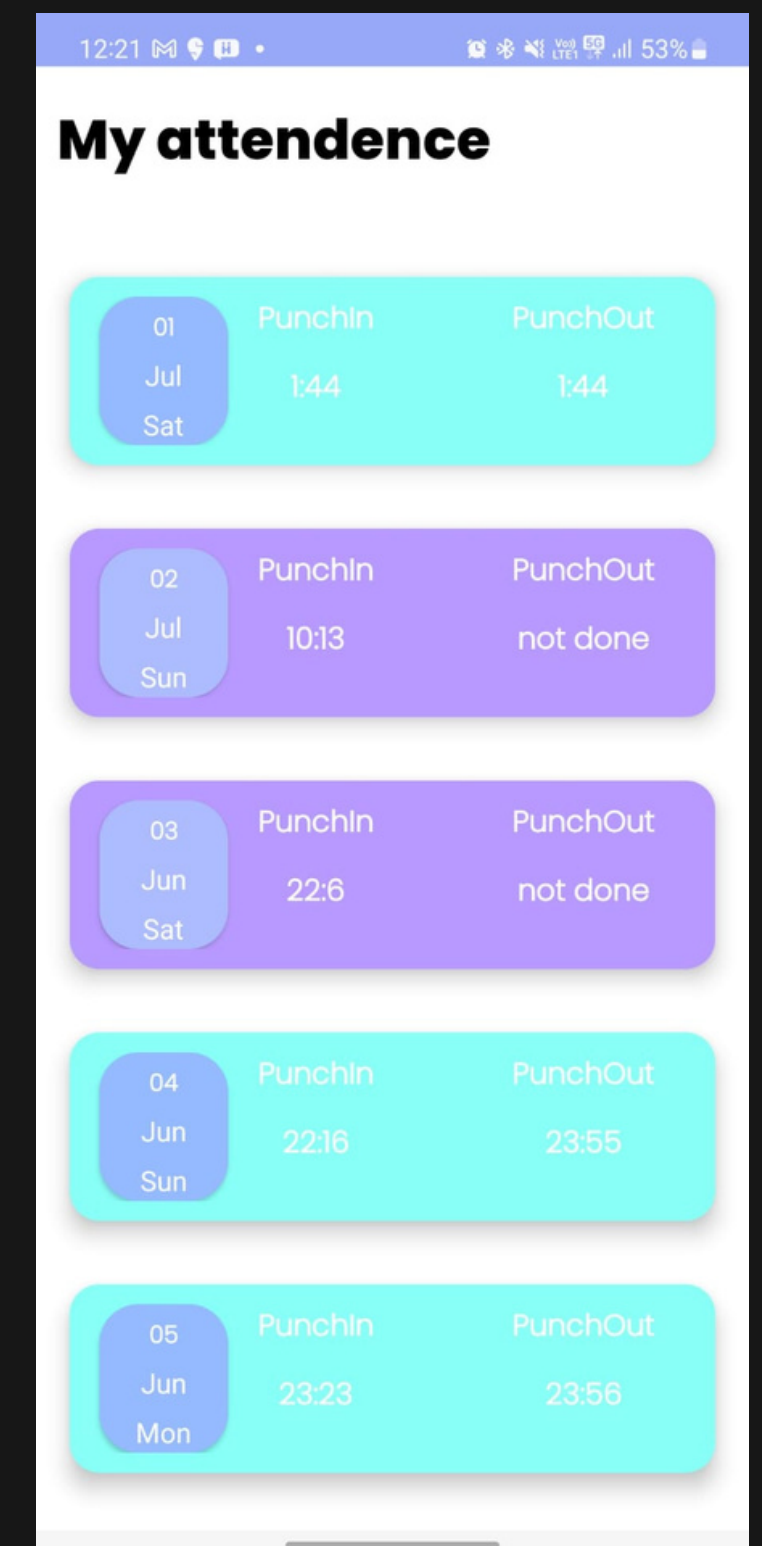 12:21
53%
My attendence
01 PunchIn PunchOut
Jul 1:44 1:44
Sat
02 PunchIn PunchOut
Jul 10:13 not done
Sun
03 PunchIn PunchOut
Jun 22:6 not done
Sat
04 PunchIn PunchOut
Jun 22:16 23:55
Sun
05 PunchIn PunchOut
Jun 23:23 23:56
Mon